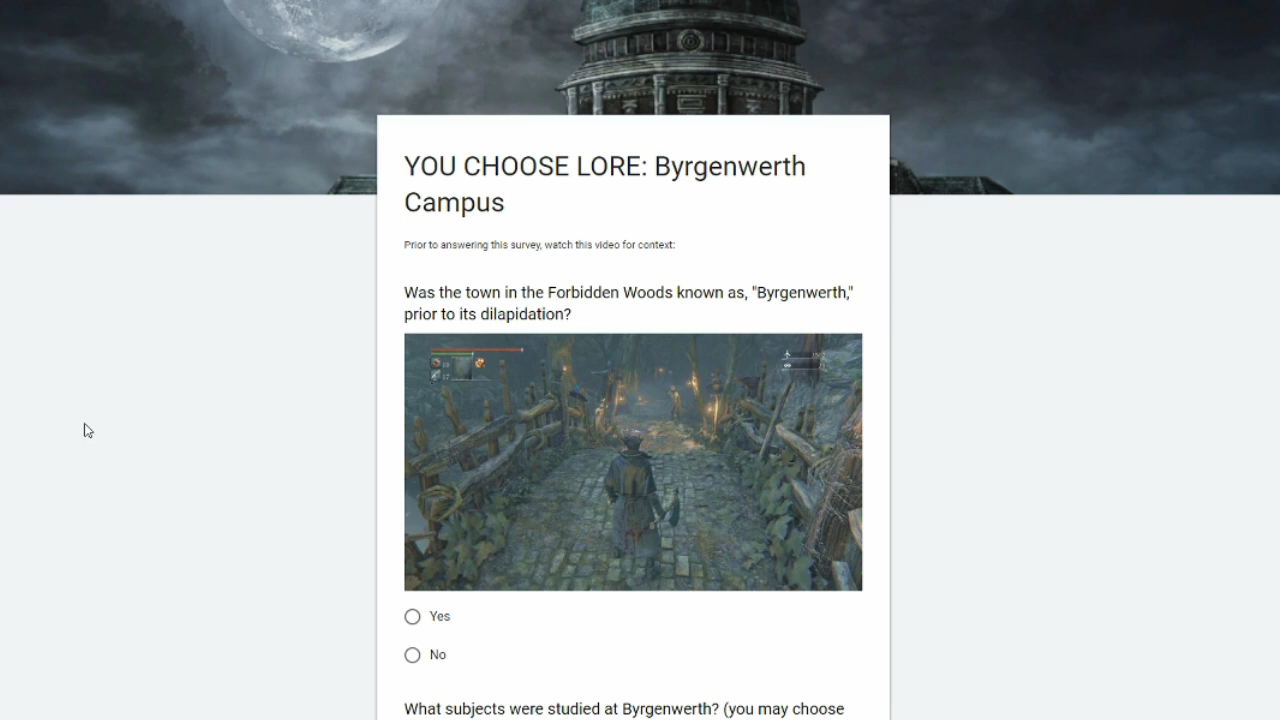 YOU CHOOSE LORE: Byrgenwerth
Campus
Prior to answering this survey, watch this video for context:
Was the town in the Forbidden Woods known as, "Byrgenwerth,"
prior to its dilapidation?
Yes
No
What subjects were studied at Byrgenwerth? (you may choose